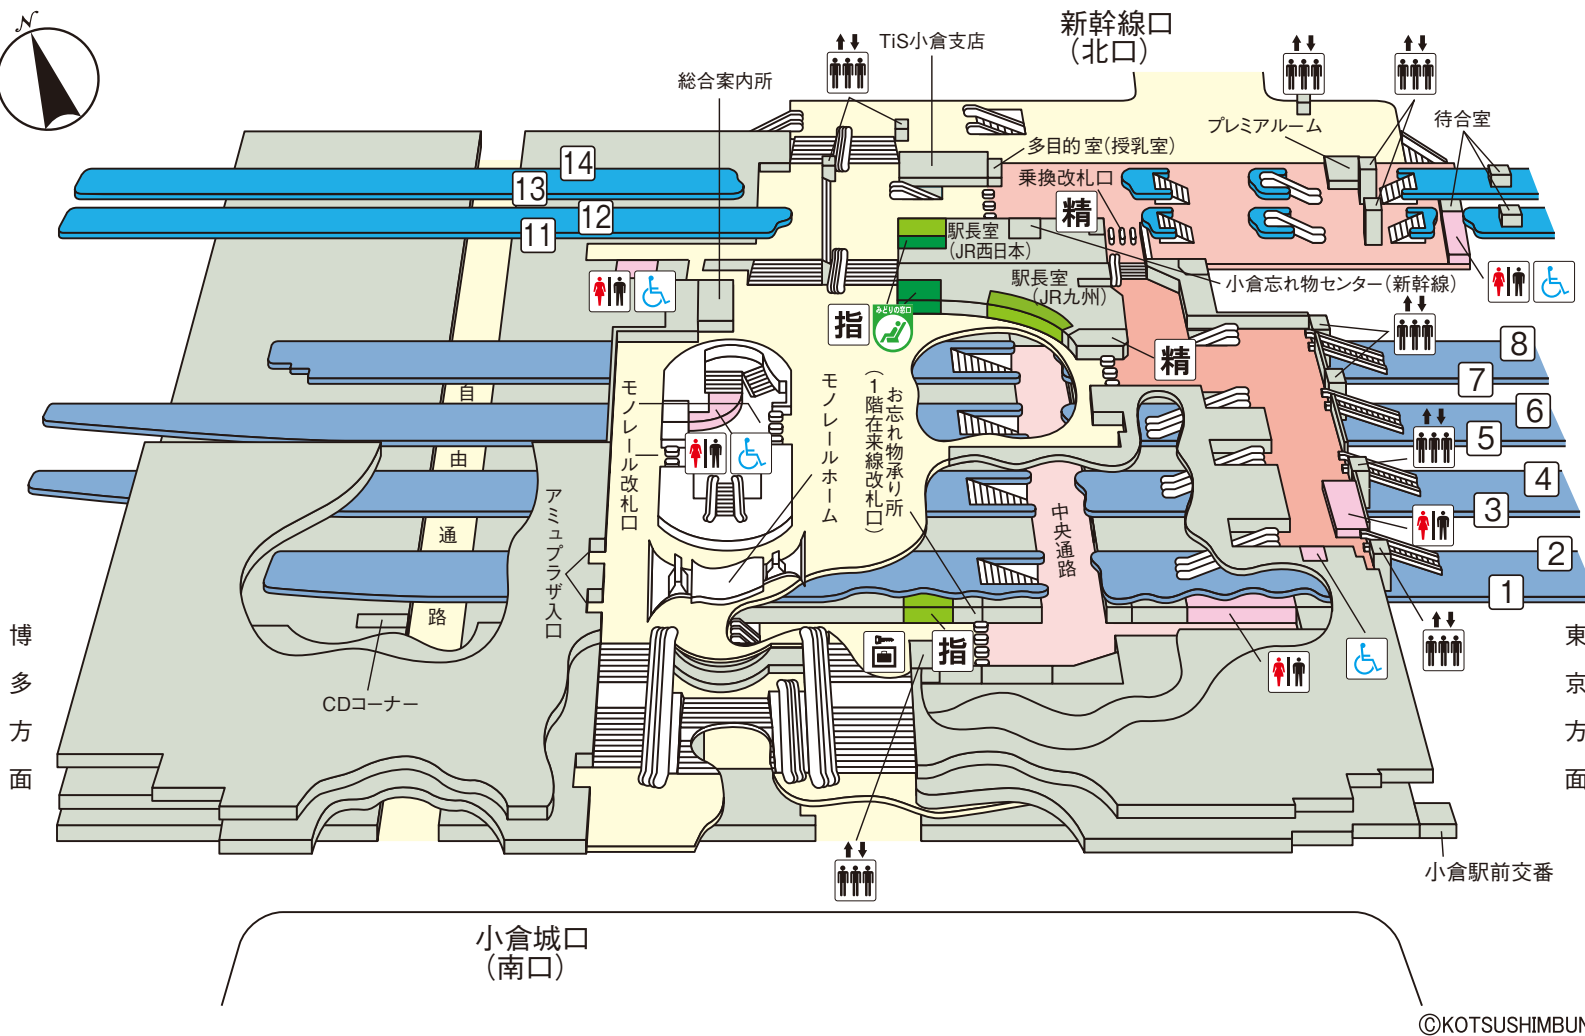 N
新幹線口
(北口)
TiS小倉支店
総合案内所
プレミアルーム
待合室
多目的室(授乳室)
乗換改札口
精
14
13
12
11
駅長室
(JR西日本)
駅長室
(JR九州)
小倉忘れ物センター(新幹線)
指
みどりの窓口
精
8
7
6
5
4
3
2
1
自由通路
モノレール改札口
モノレールホーム
お忘れ物承り所
(1階在来線改札口)
中央通路
アミュプラザ入口
指
CDコーナー
博多方面
東京方面
小倉駅前交番
小倉城口
(南口)
©KOTSUSHIMBUN